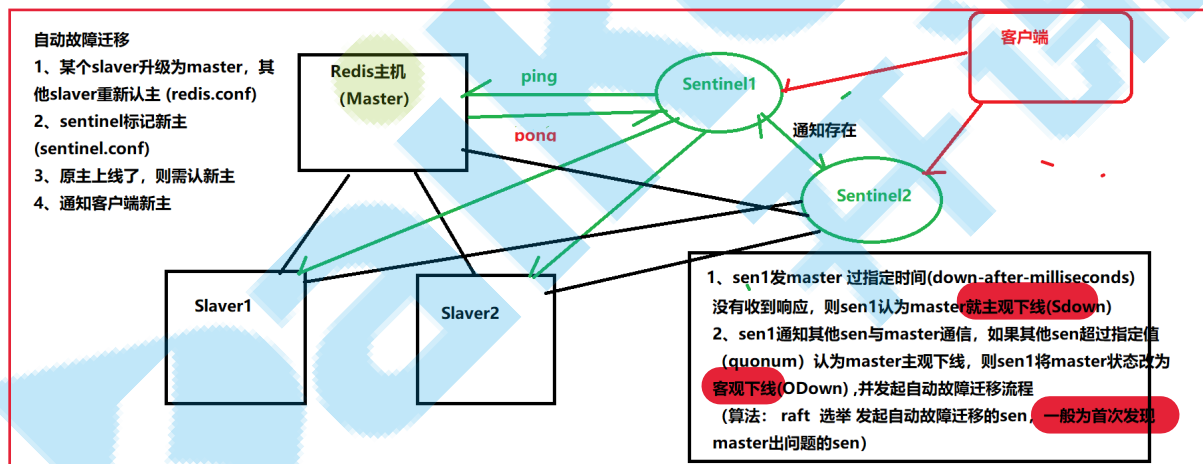 自动故障迁移
1、某个slaver升级为master，其
他slaver重新认主 (redis.conf)
2、sentinel标记新主
(sentinel.conf)
3、原主上线了，则需认新主
4、通知客户端新主
Redis主机
（Master）
ping
pong
Sentinel1
客户端
通知存在
Sentinel2
Slaver1
Slaver2
1、sen1发master 过指定时间(down-after-milliseconds)
没有收到响应，则sen1认为master就主观下线(Sdown)
2、sen1通知其他sen与master通信，如果其他sen超过指定值
（quonum）认为master主观下线，则sen1将master状态改为
客观下线(ODown) ,并发起自动故障迁移流程
（算法： raft 选举 发起自动故障迁移的sen，一般为首次发现
master出问题的sen）